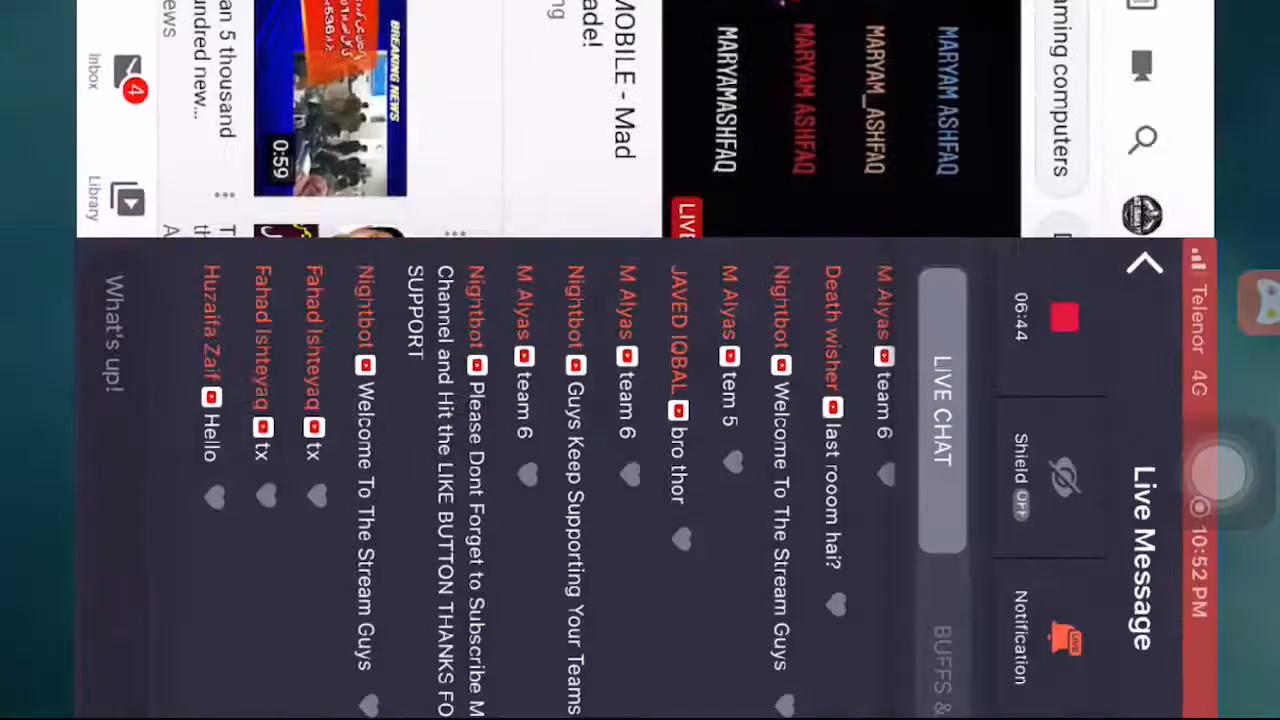 Telenor 4G
10:52 PM
Live Message
06:44
Shield OFF
Notification
LIVE CHAT
BUFFS &
M Alyas team 6
Death wisher last rooom hai?
Nightbot Welcome To The Stream Guys
M Alyas tem 5
JAVED IQBAL bro thor
M Alyas team 6
Nightbot Guys Keep Supporting Your Teams
M Alyas team 6
Nightbot Please Dont Forget to Subscribe M
Channel and Hit the LIKE BUTTON THANKS FO
SUPPORT
Nightbot Welcome To The Stream Guys
Fahad Ishteyaq tx
Fahad Ishteyaq tx
Huzaifa Zaif Hello
What's up!
aming computers
MARYAM ASHFAQ
MARYAM_ASHFAQ
MARYAM ASHFAQ
MARYAMASHFAQ
LIVE
MOBILE - Mad
ade!
ng
BREAKING NEWS
0:59
an 5 thousand
undred new...
ews
4
Inbox
Library